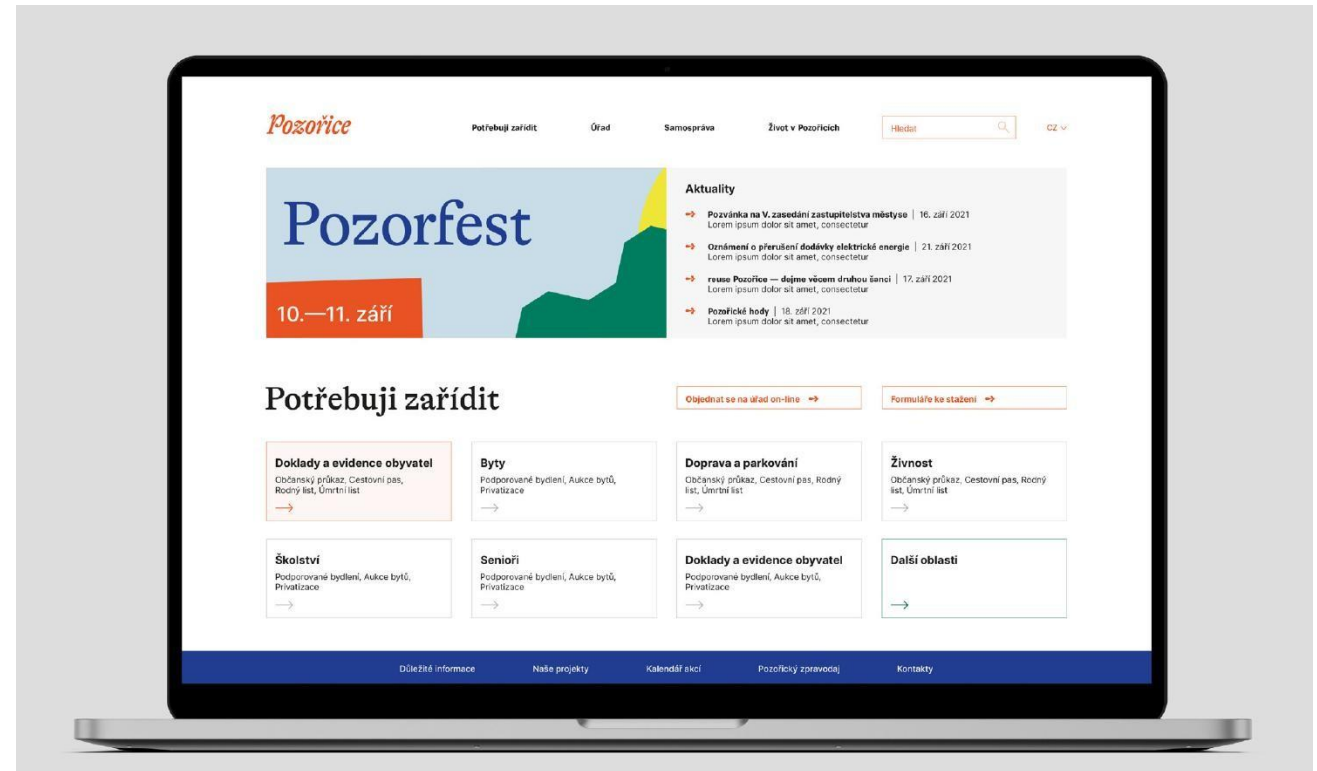 Pozořice
Potřebuji zařídit
Úřad
Samospráva
Život v Pozořicích
Hledat
CZ
Pozorfest
10.—11. září
Aktuality
Pozvánka na V. zasedání zastupitelstva městyse | 16. září 2021
Lorem ipsum dolor sit amet, consectetur
Oznámení o přerušení dodávky elektrické energie | 21. září 2021
Lorem ipsum dolor sit amet, consectetur
reuse Pozořice — dejme věcem druhou šanci | 17. září 2021
Lorem ipsum dolor sit amet, consectetur
Pozořické hody | 18. září 2021
Lorem ipsum dolor sit amet, consectetur
Potřebuji zařídit
Objednat se na úřad on-line
Formuláře ke stažení
Doklady a evidence obyvatel
Občanský průkaz, Cestovní pas,
Rodný list, Úmrtní list
Byty
Podporované bydlení, Aukce bytů,
Privatizace
Doprava a parkování
Občanský průkaz, Cestovní pas, Rodný
list, Úmrtní list
Živnost
Občanský průkaz, Cestovní pas, Rodný
list, Úmrtní list
Školství
Podporované bydlení, Aukce bytů,
Privatizace
Senioři
Podporované bydlení, Aukce bytů,
Privatizace
Doklady a evidence obyvatel
Podporované bydlení, Aukce bytů,
Privatizace
Další oblasti
Důležité informace
Naše projekty
Kalendář akcí
Pozořický zpravodaj
Kontakty